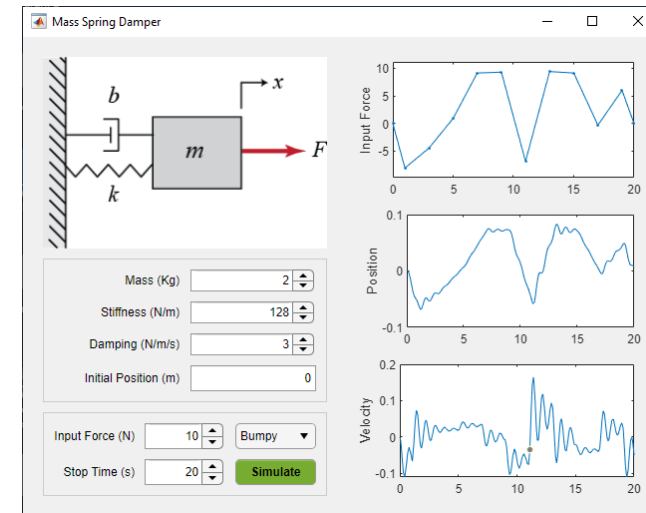 Mass Spring Damper
b
x
m
F
k
Mass (Kg) 2
Stiffness (N/m) 128
Damping (N/m/s) 3
Initial Position (m) 0
Input Force (N) 10 Bumpy
Stop Time (s) 20 Simulate
Input Force
10
5
0
-5
0 5 10 15 20
Position
0.1
0
-0.1
0 5 10 15 20
Velocity
0.2
0.1
0
-0.1
0 5 10 15 20